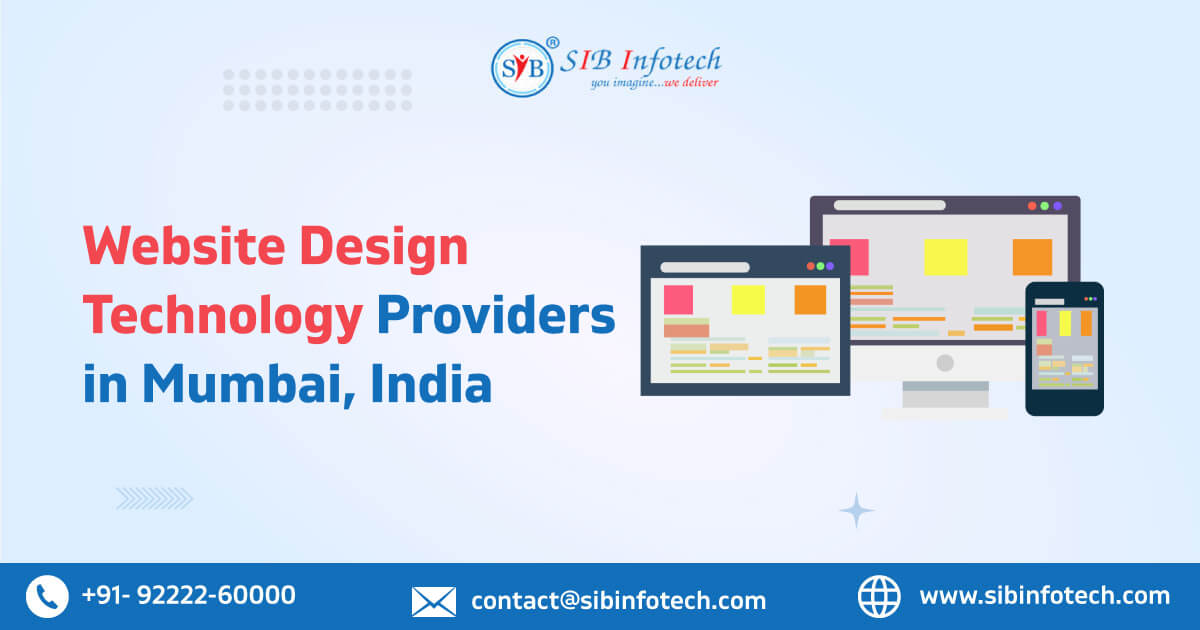 SIB
®
SIB Infotech
you imagine...we deliver
Website Design
Technology Providers
in Mumbai, India
+91- 92222-60000
contact@sibinfotech.com
www.sibinfotech.com